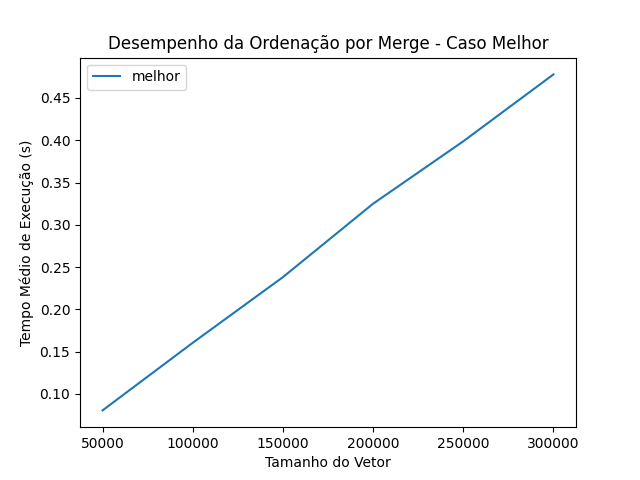 Desempenho da Ordenação por Merge - Caso Melhor
melhor
Tempo Médio de Execução (s)
0.45
0.40
0.35
0.30
0.25
0.20
0.15
0.10
50000 100000 150000 200000 250000 300000
Tamanho do Vetor